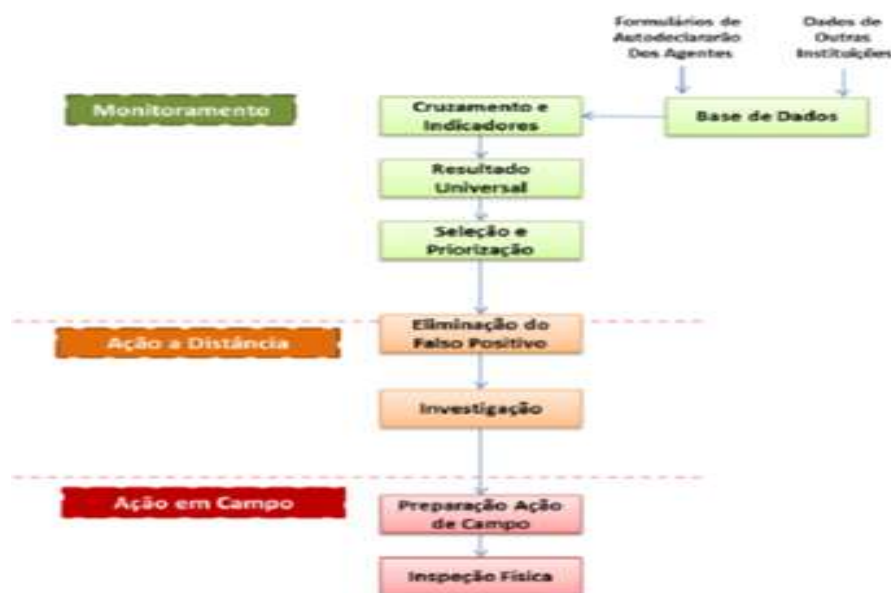 Formulários de
Autodeclararão
Dos Agentes
Dados de
Outras
Instituições
Monitoramento
Cruzamento e
Indicadores
Base de Dados
Resultado
Universal
Seleção e
Priorização
Ação a Distância
Eliminação do
Falso Positivo
Investigação
Ação em Campo
Preparação Ação
de Campo
Inspeção Física